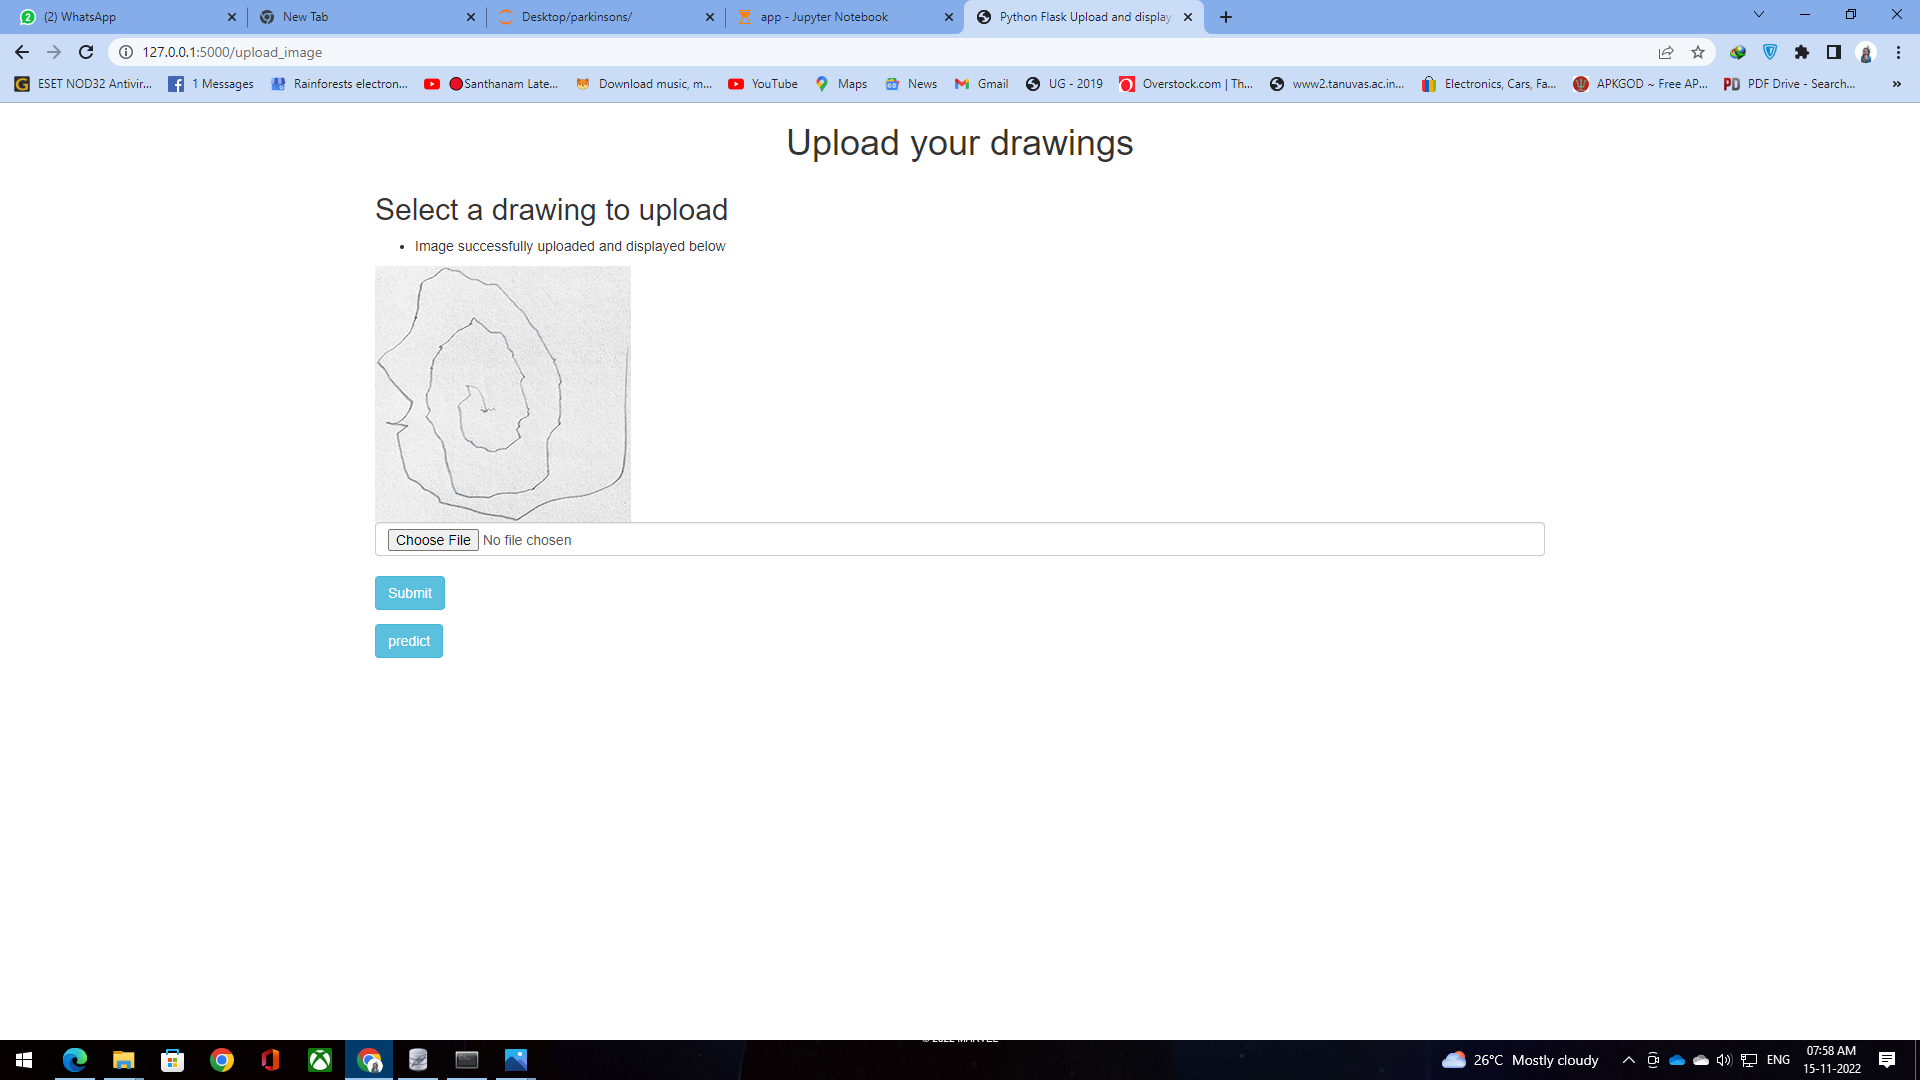 (2) WhatsApp
New Tab
Desktop/parkinsons/
app - Jupyter Notebook
Python Flask Upload and display
127.0.0.1:5000/upload_image
ESET NOD32 Antivir...
1 Messages
Rainforests electron...
Santhanam Late...
Download music, m...
YouTube
Maps
News
Gmail
UG - 2019
Overstock.com | Th...
www2.tanuvas.ac.in...
Electronics, Cars, Fa...
APKGOD ~ Free AP...
PD PDF Drive - Search...
»
Upload your drawings
Select a drawing to upload
• Image successfully uploaded and displayed below
Choose File No file chosen
Submit
predict
© 2022 MARVEL
26°C Mostly cloudy
ENG
07:58 AM
15-11-2022